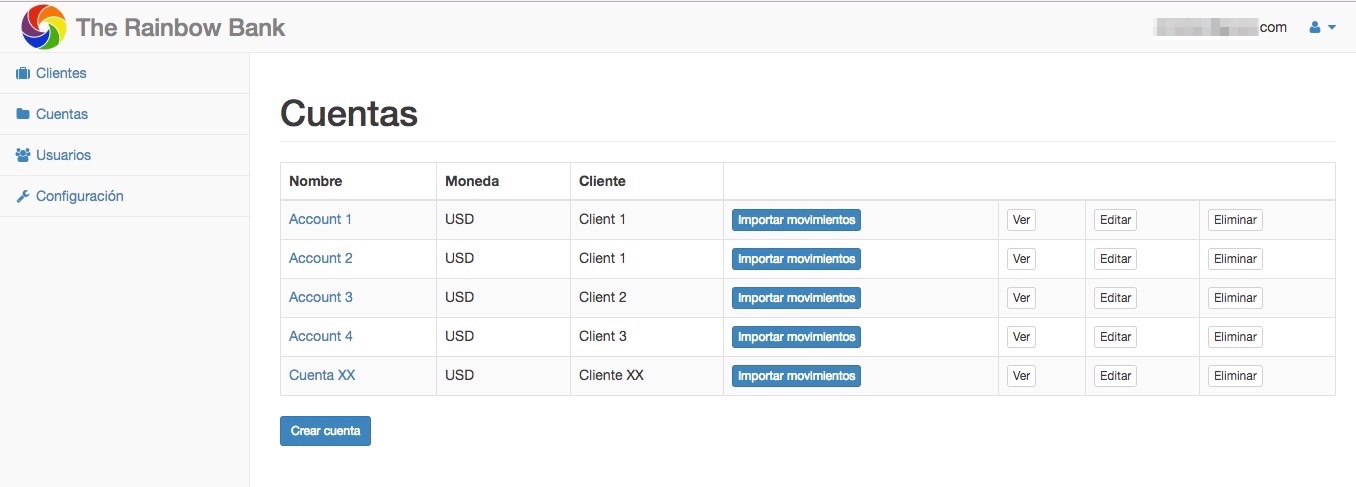 The Rainbow Bank
com
Clientes
Cuentas
Usuarios
Configuración
Cuentas
Nombre Moneda Cliente
Account 1 USD Client 1 Importar movimientos Ver Editar Eliminar
Account 2 USD Client 1 Importar movimientos Ver Editar Eliminar
Account 3 USD Client 2 Importar movimientos Ver Editar Eliminar
Account 4 USD Client 3 Importar movimientos Ver Editar Eliminar
Cuenta XX USD Cliente XX Importar movimientos Ver Editar Eliminar
Crear cuenta